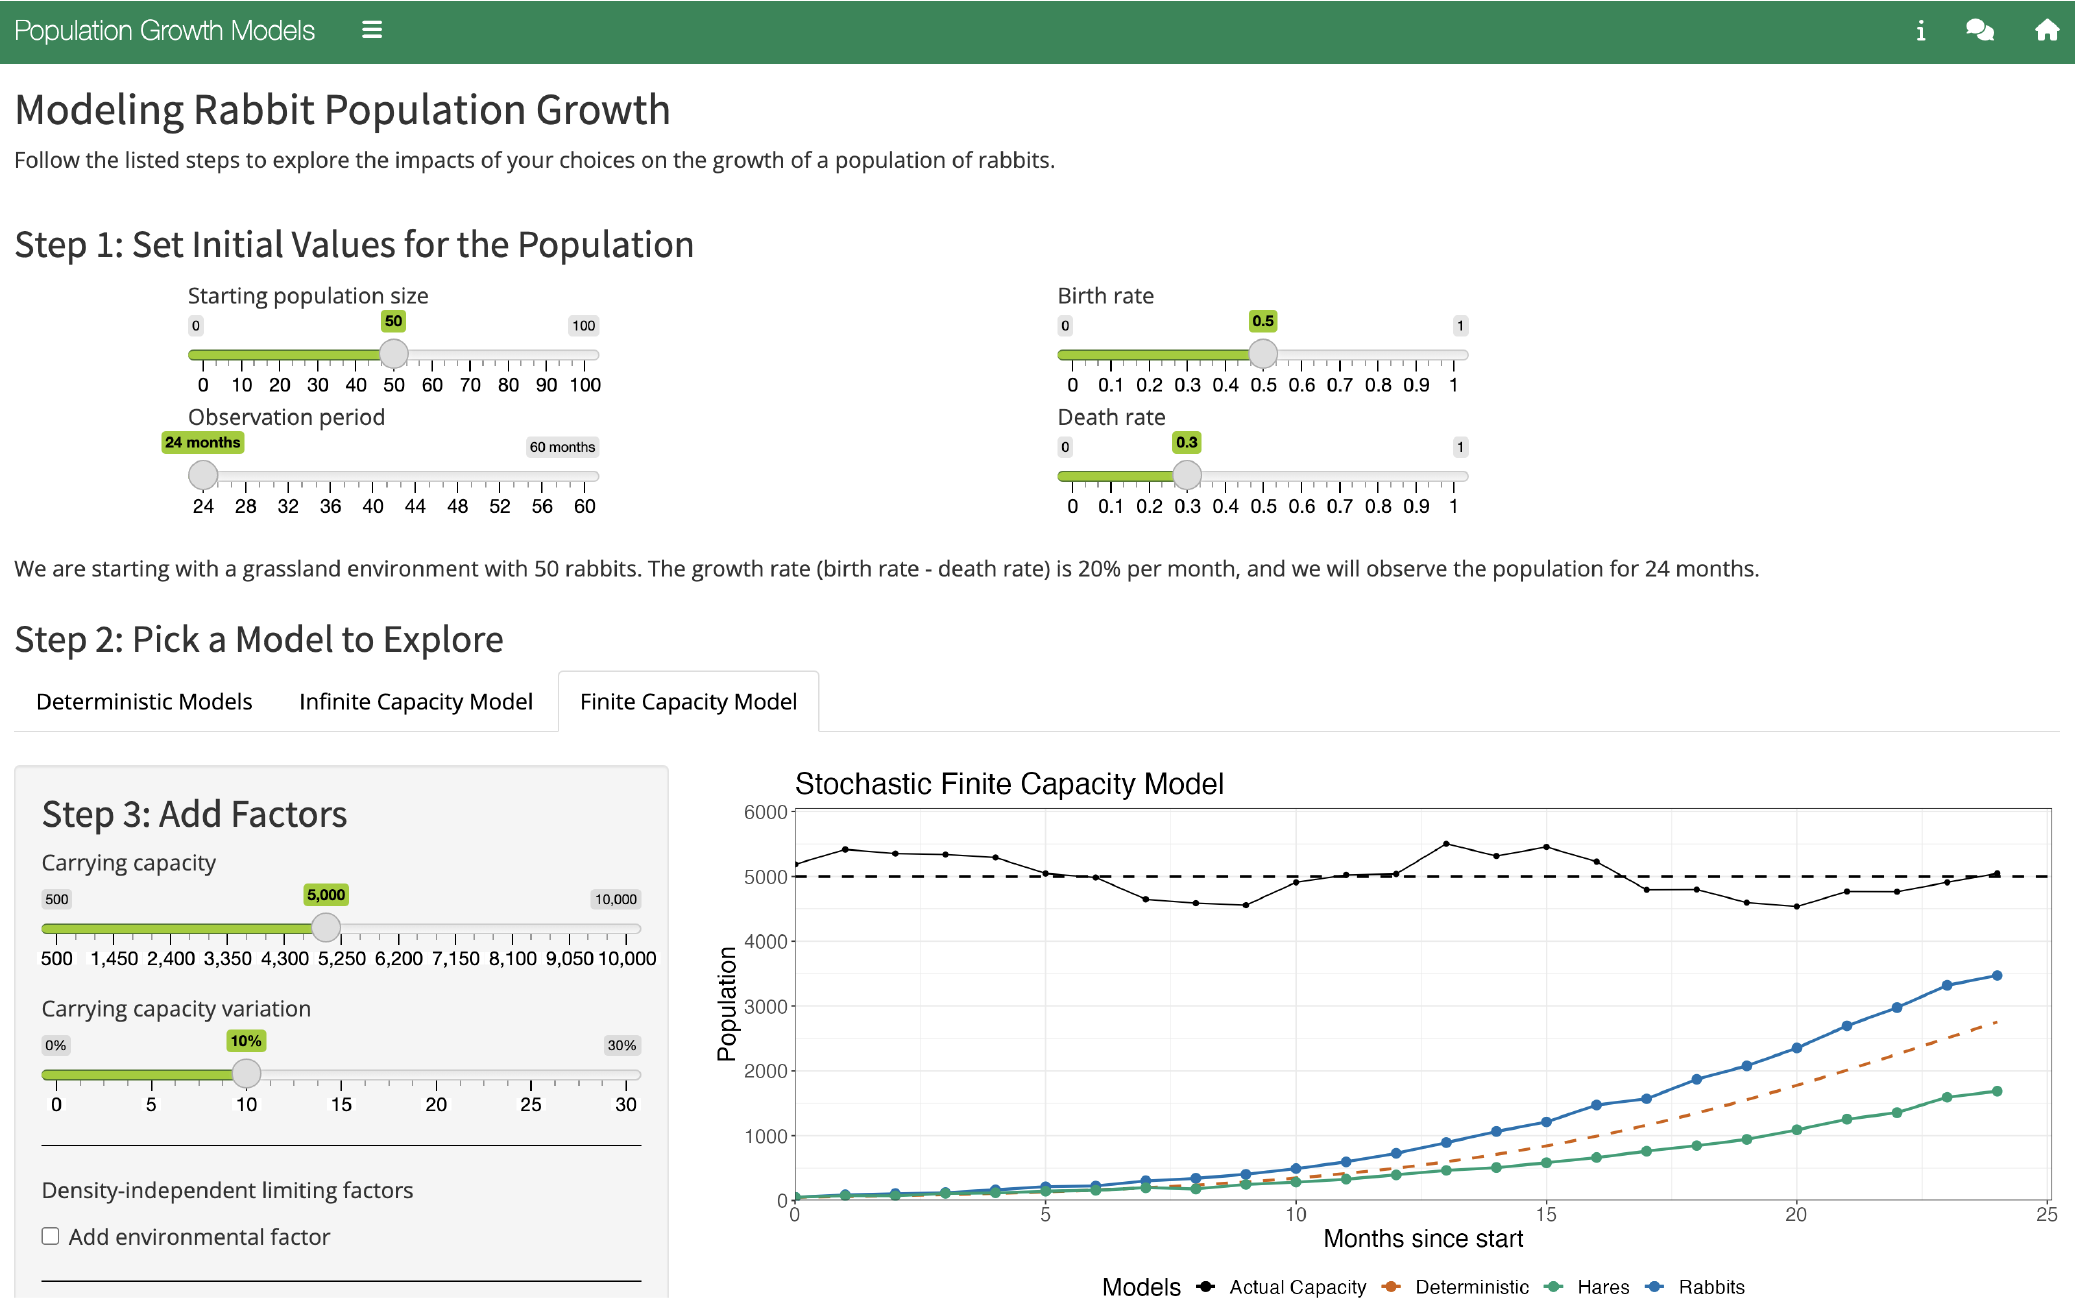 Population Growth Models
Modeling Rabbit Population Growth
Follow the listed steps to explore the impacts of your choices on the growth of a population of rabbits.
Step 1: Set Initial Values for the Population
Starting population size
0 50 100
0 10 20 30 40 50 60 70 80 90 100
Observation period
24 months 60 months
24 28 32 36 40 44 48 52 56 60
Birth rate
0 0.5 1
0 0.1 0.2 0.3 0.4 0.5 0.6 0.7 0.8 0.9 1
Death rate
0 0.3 1
0 0.1 0.2 0.3 0.4 0.5 0.6 0.7 0.8 0.9 1
We are starting with a grassland environment with 50 rabbits. The growth rate (birth rate - death rate) is 20% per month, and we will observe the population for 24 months.
Step 2: Pick a Model to Explore
Deterministic Models Infinite Capacity Model Finite Capacity Model
Step 3: Add Factors
Carrying capacity
500 5,000 10,000
500 1,450 2,400 3,350 4,300 5,250 6,200 7,150 8,100 9,050 10,000
Carrying capacity variation
0% 10% 30%
0 5 10 15 20 25 30
Density-independent limiting factors
Add environmental factor
Stochastic Finite Capacity Model
6000
5000
4000
3000
2000
1000
0
Population
0 5 10 15 20 25
Months since start
Models Actual Capacity Deterministic Hares Rabbits